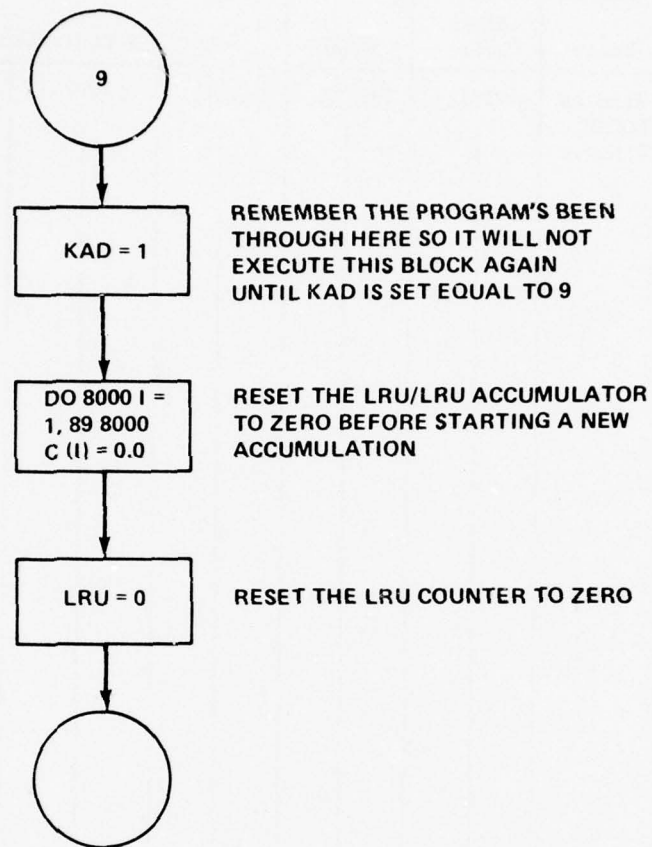 9
KAD = 1
REMEMBER THE PROGRAM'S BEEN
THROUGH HERE SO IT WILL NOT
EXECUTE THIS BLOCK AGAIN
UNTIL KAD IS SET EQUAL TO 9
DO 8000 I =
1, 89 8000
C (I) = 0.0
RESET THE LRU/LRU ACCUMULATOR
TO ZERO BEFORE STARTING A NEW
ACCUMULATION
LRU = 0
RESET THE LRU COUNTER TO ZERO